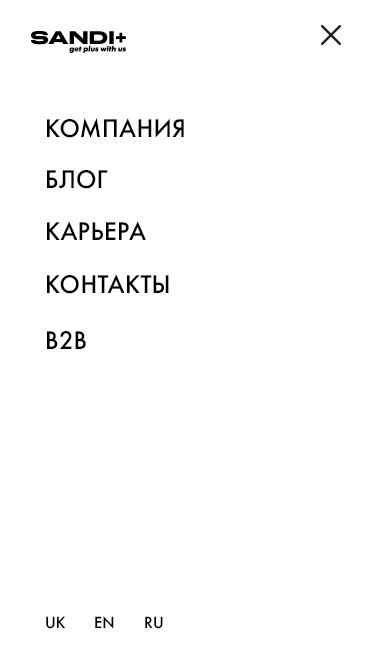 SANDI+
get plus with us
КОМПАНИЯ
БЛОГ
КАРЬЕРА
КОНТАКТЫ
B2B
UK EN RU